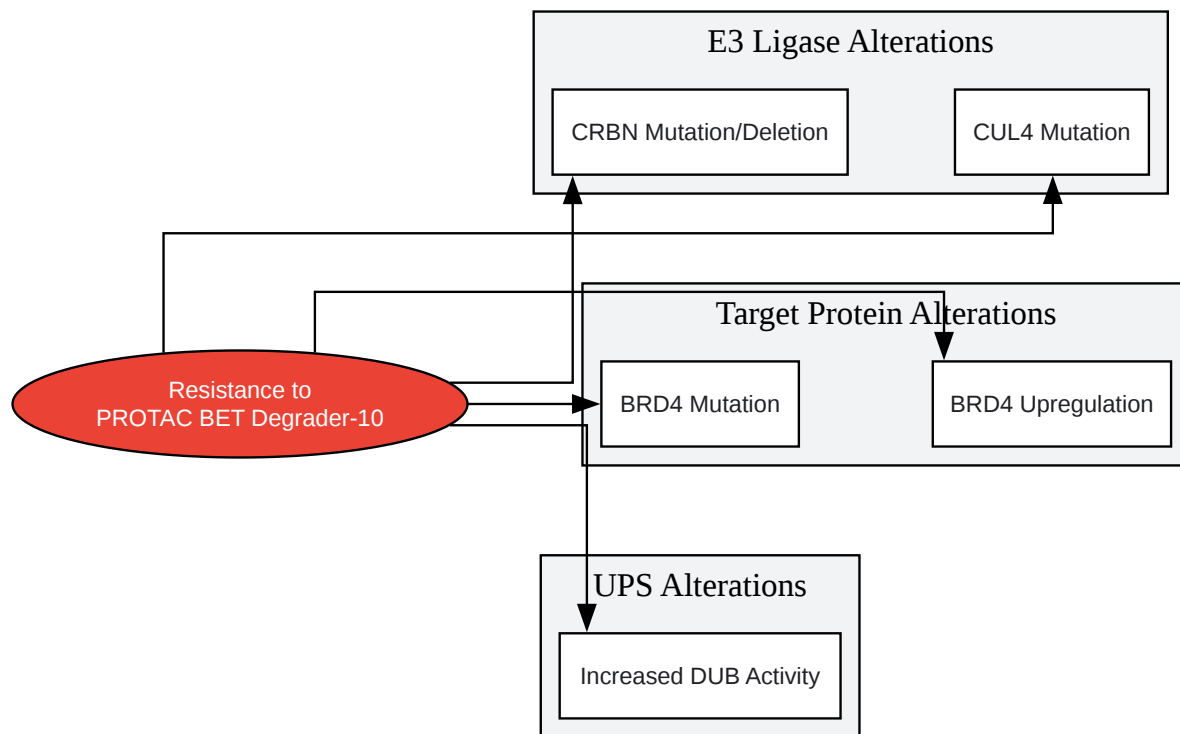 E3 Ligase Alterations
CRBN Mutation/Deletion
CUL4 Mutation
Target Protein Alterations
Resistance to
PROTAC BET Degrader-10
BRD4 Mutation
BRD4 Upregulation
UPS Alterations
Increased DUB Activity